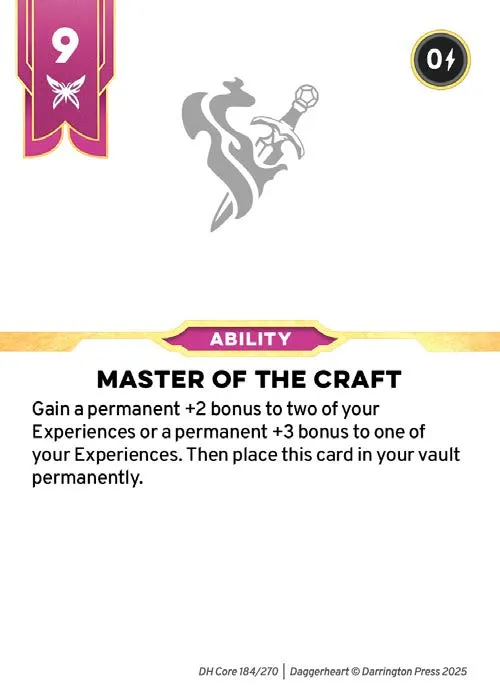 9
0
ABILITY
MASTER OF THE CRAFT
Gain a permanent +2 bonus to two of your
Experiences or a permanent +3 bonus to one of
your Experiences. Then place this card in your vault
permanently.
DH Core 184/270 | Daggerheart © Darrington Press 2025